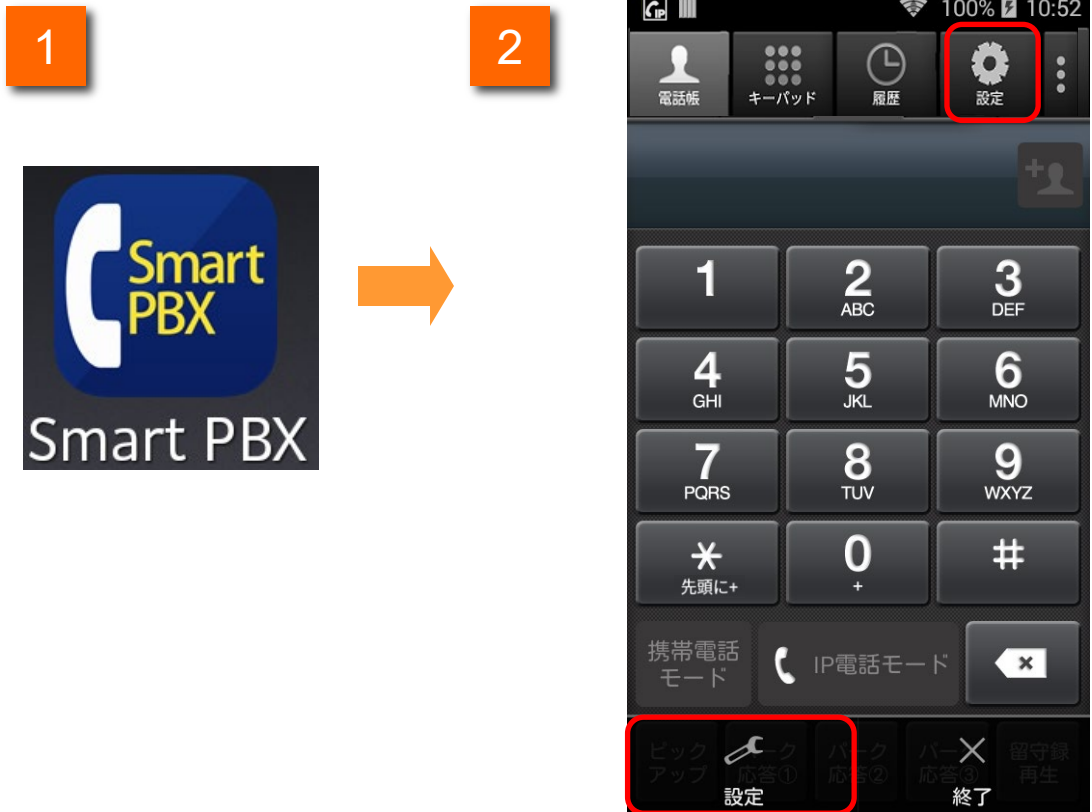 1
2
Smart
PBX
Smart PBX
IP
100% 10:52
電話帳
キーパッド
履歴
設定
1
2
ABC
3
DEF
4
GHI
5
JKL
6
MNO
7
PQRS
8
TUV
9
WXYZ
先頭に+
0
+
#
携帯電話
モード
IP電話モード
ピック
アップ
パーク
応答①
パーク
応答②
パーク
応答③
留守録
再生
設定
終了